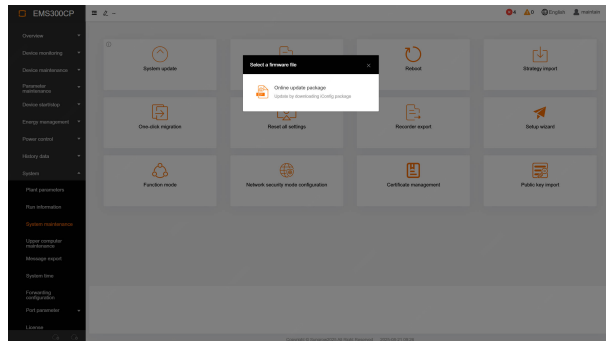 EMS300CP
4
0
English
maintain
Overview
Device monitoring
Device maintenance
Parameter
maintenance
Device start/stop
Energy management
Power control
History data
System
Plant parameters
Run information
System maintenance
Upper computer
maintenance
Message export
System time
Forwarding
configuration
Port parameter
License
System update
Reboot
Strategy import
Select a firmware file
Online update package
Update by downloading iConfig package
One-click migration
Reset all settings
Recorder export
Setup wizard
Function mode
Network security mode configuration
Certificate management
Public key import